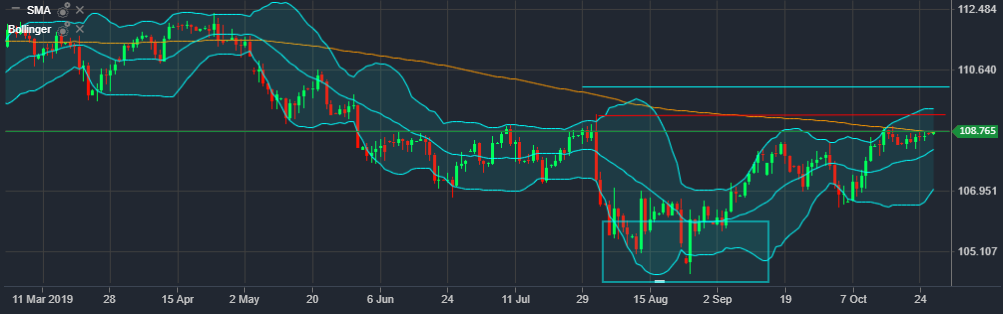 SMA
Bollinger
112.484
110.640
108.765
106.951
105.107
11 Mar 2019 28 15 Apr 2 May 20 6 Jun 24 11 Jul 29 15 Aug 2 Sep 19 7 Oct 24